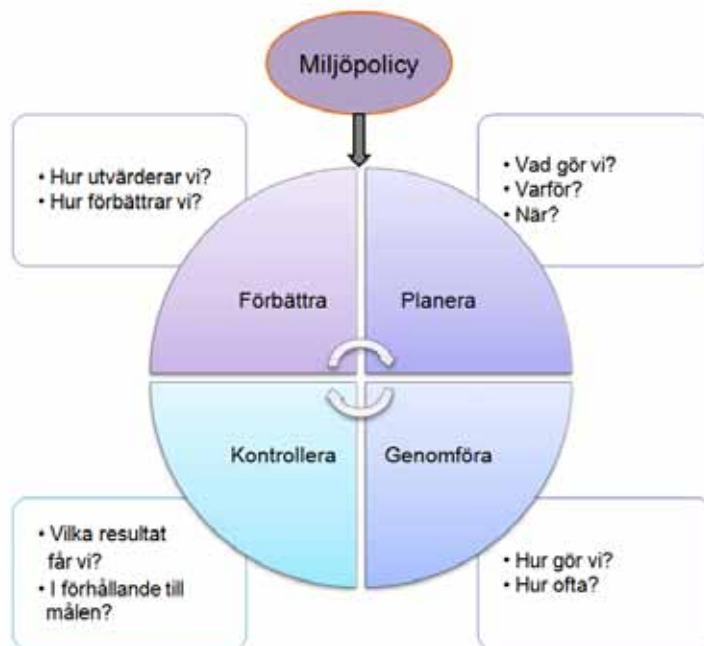 Miljöpolicy
• Hur utvärderar vi?
• Hur förbättrar vi?
• Vad gör vi?
• Varför?
• När?
Förbättra
Planera
Kontrollera
Genomföra
• Vilka resultat
får vi?
• I förhållande till
målen?
• Hur gör vi?
• Hur ofta?